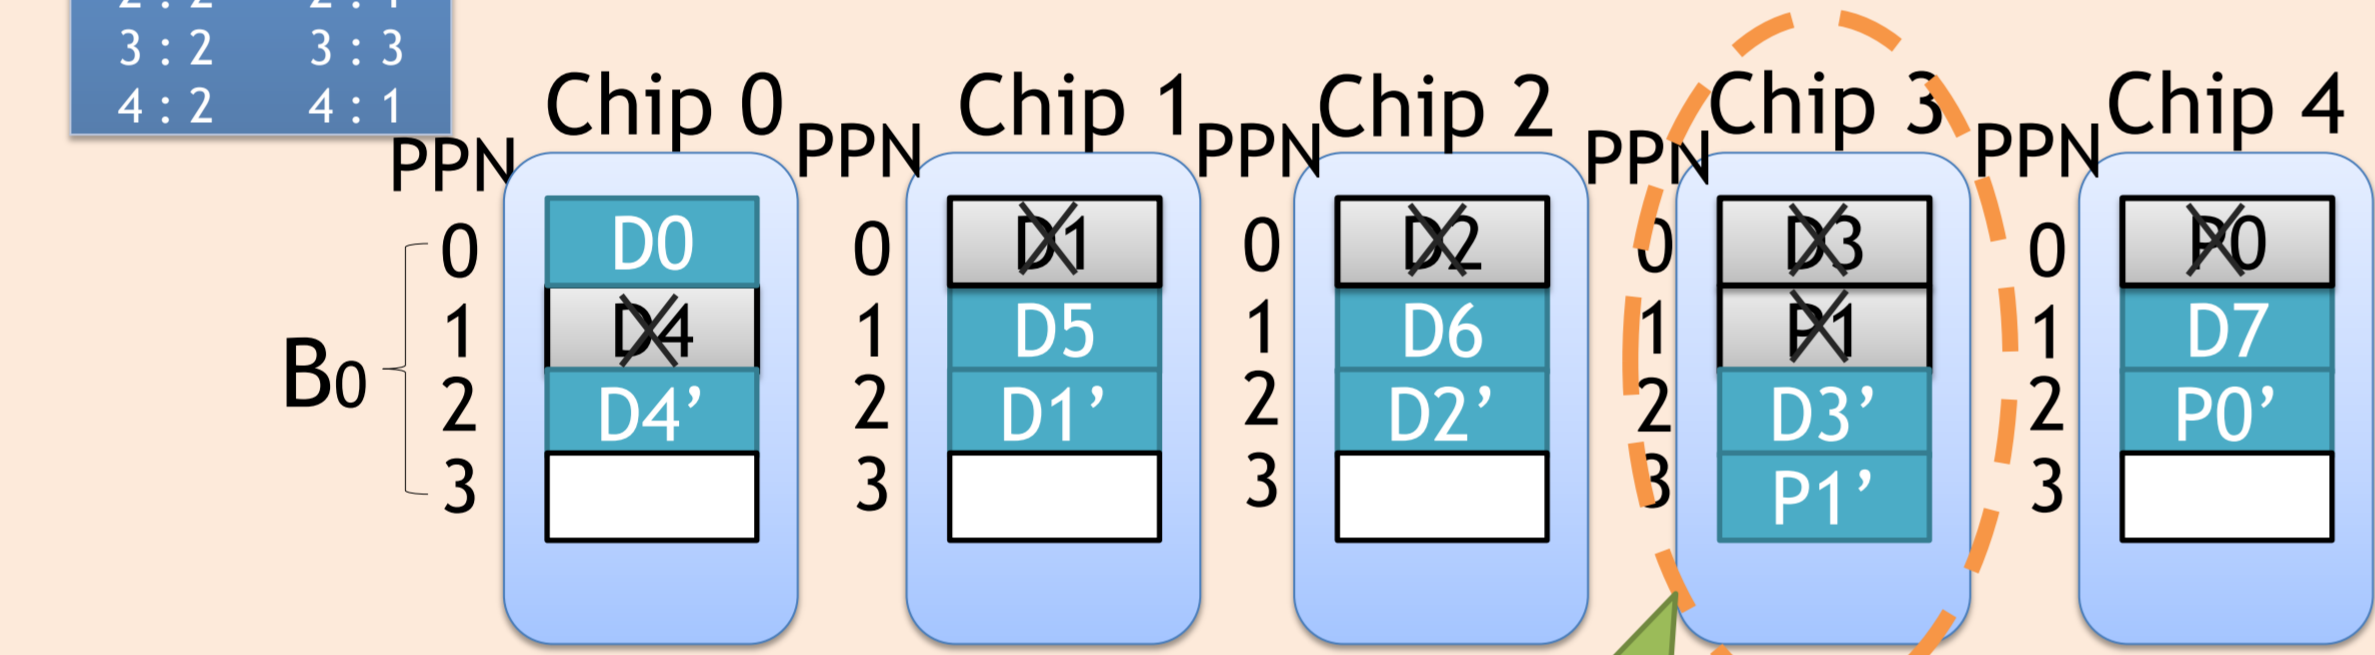 3 : 2 3 : 3
4 : 2 4 : 1
Chip 0 Chip 1 Chip 2 Chip 3 Chip 4
PPN PPN PPN PPN PPN
0 D0 0 D1 0 D2 0 D3 0 P0
1 D4 1 D5 1 D6 1 P1 1 D7
B0
2 D4’ 2 D1’ 2 D2’ 2 D3’ 2 P0’
3 3 3 3 P1’ 3